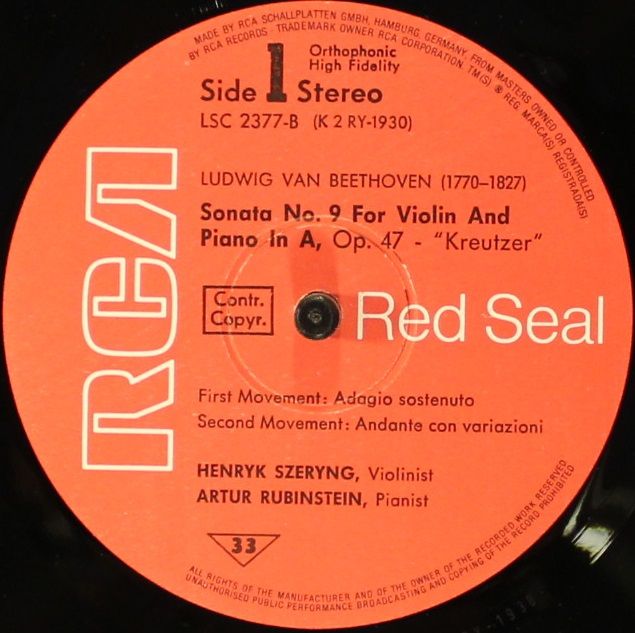 MADE BY RCA SCHALLPLATTEN GMBH, HAMBURG, GERMANY, FROM MASTERS OWNED OR CONTROLLED
BY RCA RECORDS · TRADEMARK OWNER RCA CORPORATION. TM(S) ® REG. MARCA(S) REGISTRADA(S)
Orthophonic
High Fidelity
Side 1 Stereo
LSC 2377-B (K 2 RY-1930)
LUDWIG VAN BEETHOVEN (1770–1827)
Sonata No. 9 For Violin And
Piano In A, Op. 47 - "Kreutzer"
RCA
Contr.
Copyr.
Red Seal
First Movement: Adagio sostenuto
Second Movement: Andante con variazioni
HENRYK SZERYNG, Violinist
ARTUR RUBINSTEIN, Pianist
33
ALL RIGHTS OF THE MANUFACTURER AND OF THE OWNER OF THE RECORDED WORK RESERVED
UNAUTHORISED PUBLIC PERFORMANCE BROADCASTING AND COPYING OF THE RECORD PROHIBITED